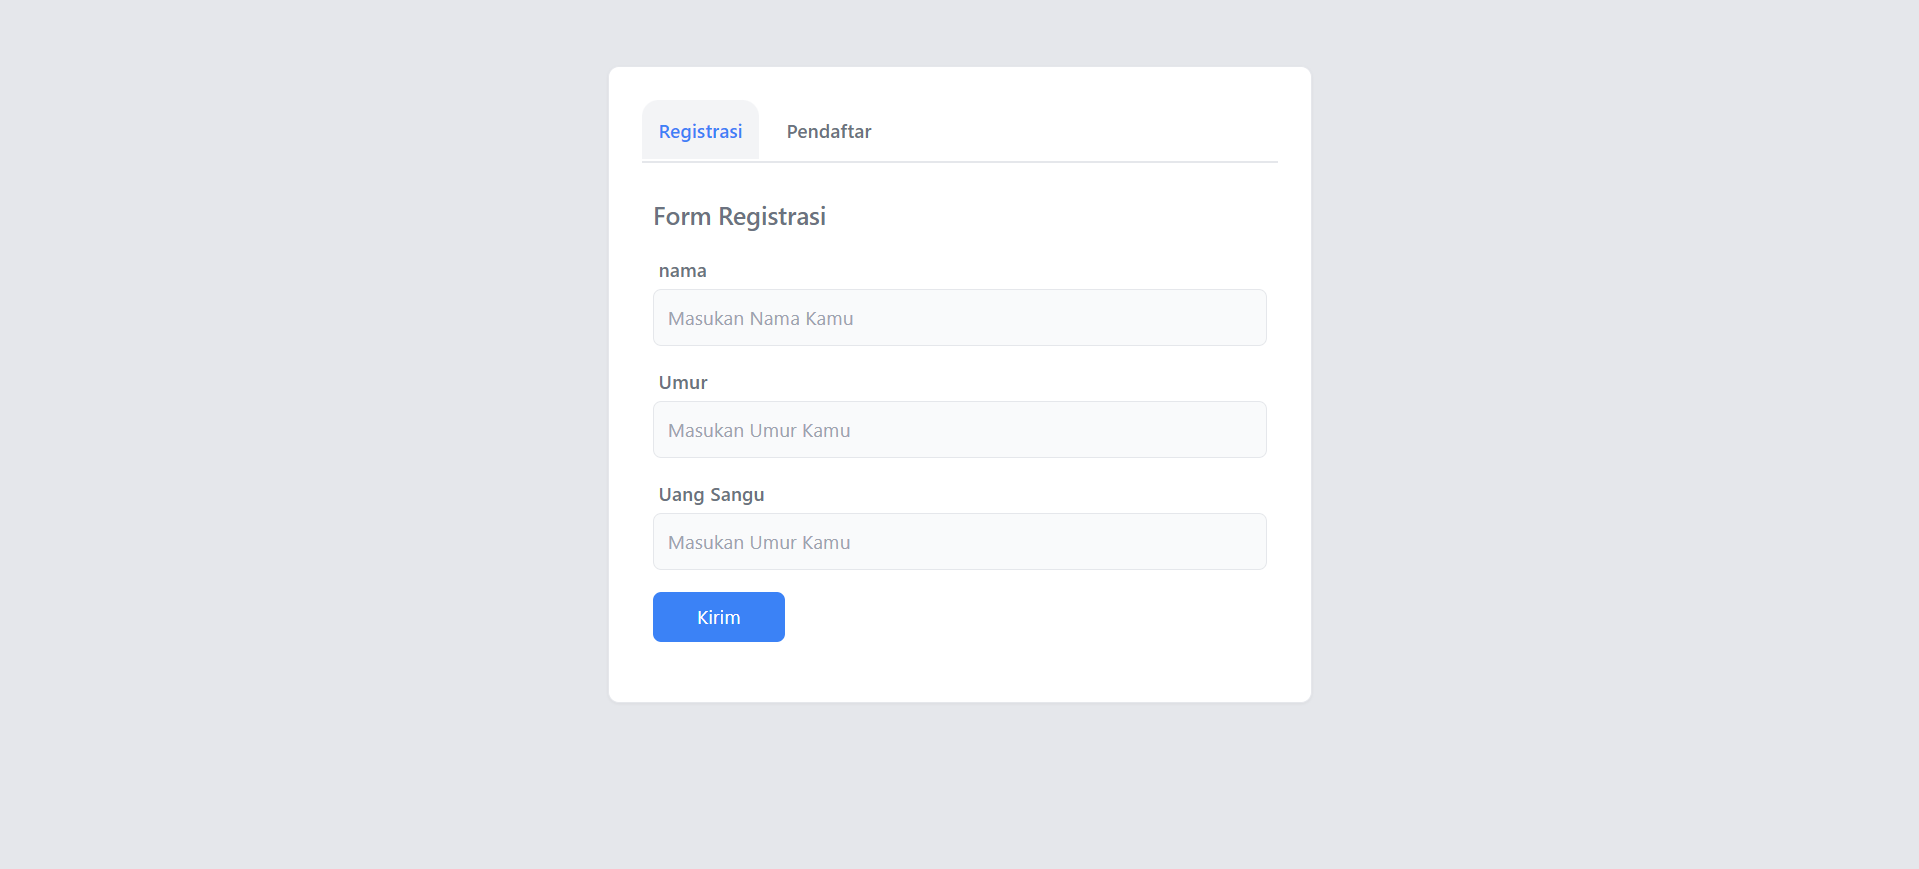 Registrasi Pendaftar
Form Registrasi
nama
Masukan Nama Kamu
Umur
Masukan Umur Kamu
Uang Sangu
Masukan Umur Kamu
Kirim